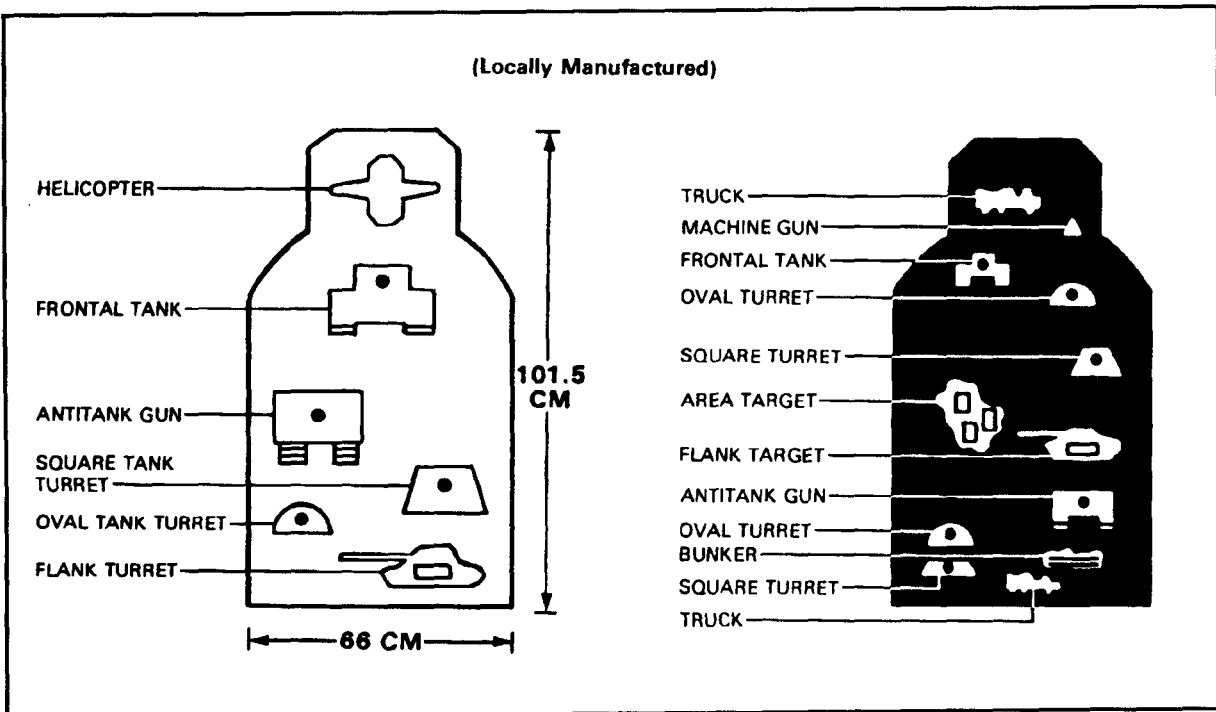 (Locally Manufactured)
HELICOPTER
FRONTAL TANK
ANTITANK GUN
SQUARE TANK
TURRET
OVAL TANK TURRET
FLANK TURRET
101.5
CM
66 CM
TRUCK
MACHINE GUN
FRONTAL TANK
OVAL TURRET
SQUARE TURRET
AREA TARGET
FLANK TARGET
ANTITANK GUN
OVAL TURRET
BUNKER
SQUARE TURRET
TRUCK